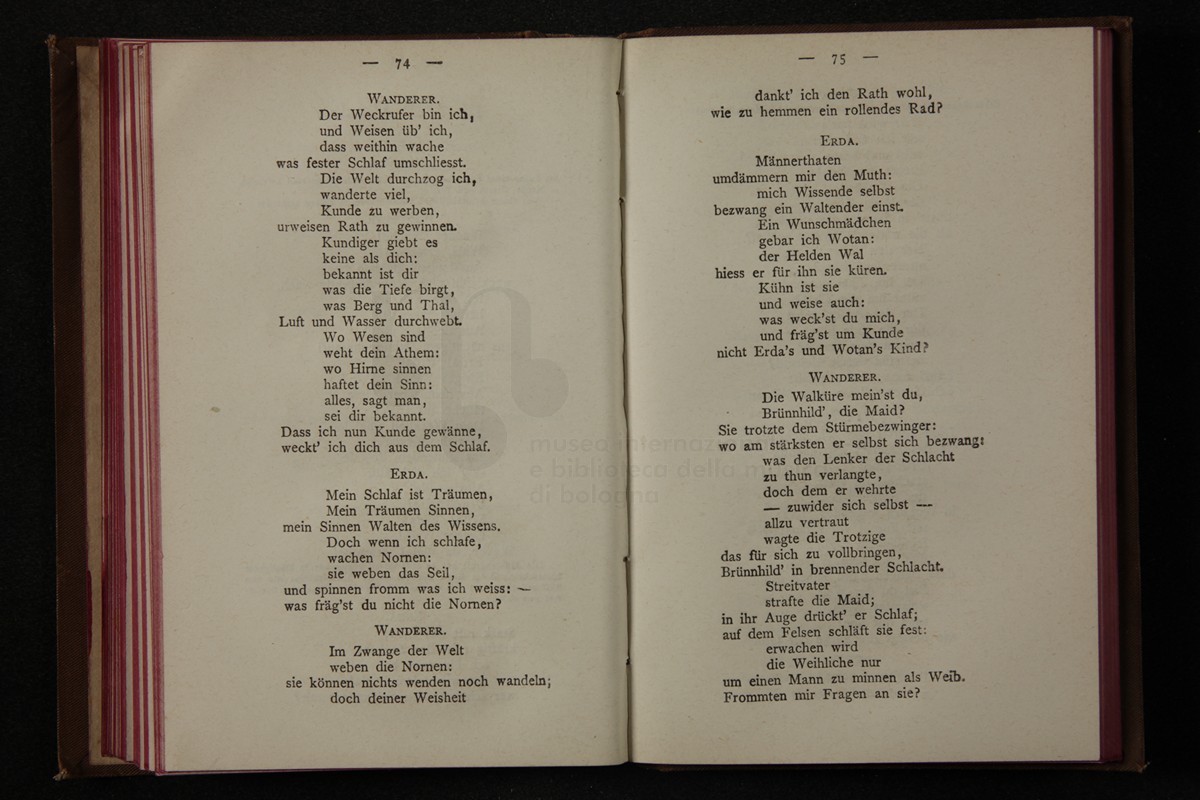 — 74 —
WANDERER.
Der Weckrufer bin ich,
und Weisen üb' ich,
dass weithin wache
was fester Schlaf umschliesst.
Die Welt durchzog ich,
wanderte viel,
Kunde zu werben,
urweisen Rath zu gewinnen.
Kundiger giebt es
keine als dich:
bekannt ist dir
was die Tiefe birgt,
was Berg und Thal,
Luft und Wasser durchwebt.
Wo Wesen sind
weht dein Athem:
wo Hirne sinnen
haftet dein Sinn:
alles, sagt man,
sei dir bekannt.
Dass ich nun Kunde gewänne,
weckt' ich dich aus dem Schlaf.
ERDA.
Mein Schlaf ist Träumen,
Mein Träumen Sinnen,
mein Sinnen Walten des Wissens.
Doch wenn ich schlafe,
wachen Nornen:
sie weben das Seil,
und spinnen fromm was ich weiss: —
was fräg'st du nicht die Nornen?
WANDERER.
Im Zwange der Welt
weben die Nornen:
sie können nichts wenden noch wandeln;
doch deiner Weisheit
— 75 —
dankt' ich den Rath wohl,
wie zu hemmen ein rollendes Rad?
ERDA.
Männerthaten
umdämmern mir den Muth:
mich Wissende selbst
bezwang ein Waltender einst.
Ein Wunschmädchen
gebar ich Wotan:
der Helden Wal
hiess er für ihn sie küren.
Kühn ist sie
und weise auch:
was weck'st du mich,
und fräg'st um Kunde
nicht Erda's und Wotan's Kind?
WANDERER.
Die Walküre mein'st du,
Brünnhild', die Maid?
Sie trotzte dem Stürmebezwinger:
wo am stärksten er selbst sich bezwang:
was den Lenker der Schlacht
zu thun verlangte,
doch dem er wehrte
— zuwider sich selbst —
allzu vertraut
wagte die Trotzige
das für sich zu vollbringen,
Brünnhild' in brennender Schlacht.
Streitvater
strafte die Maid;
in ihr Auge drückt' er Schlaf;
auf dem Felsen schläft sie fest:
erwachen wird
die Weihliche nur
um einen Mann zu minnen als Weib.
Frommten mir Fragen an sie?
museo internaz
e biblioteca della m
di bologna